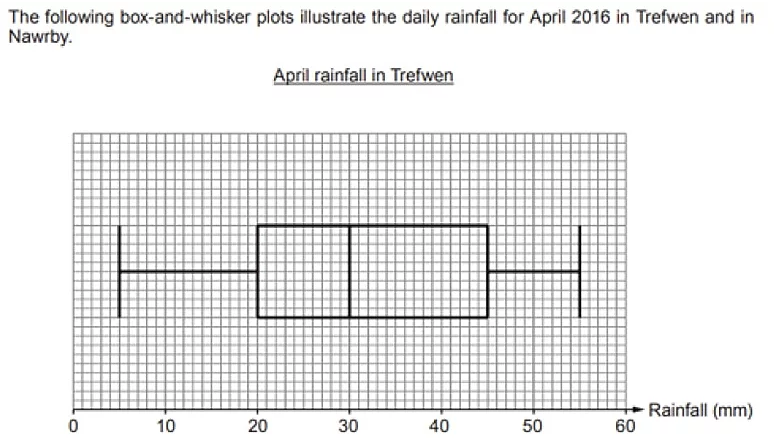 The following box-and-whisker plots illustrate the daily rainfall for April 2016 in Trefwen and in
Nawrby.
April rainfall in Trefwen
Rainfall (mm)
0 10 20 30 40 50 60